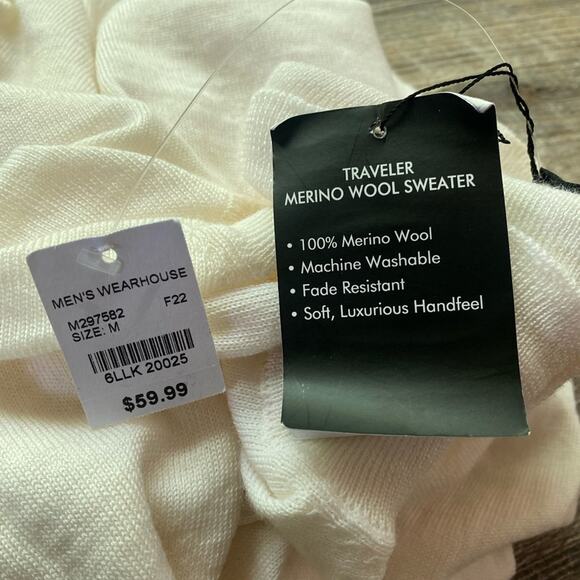 MEN'S WEARHOUSE
M297582 F22
SIZE: M
6LLK 20025
$59.99
TRAVELER
MERINO WOOL SWEATER
• 100% Merino Wool
• Machine Washable
• Fade Resistant
• Soft, Luxurious Handfeel